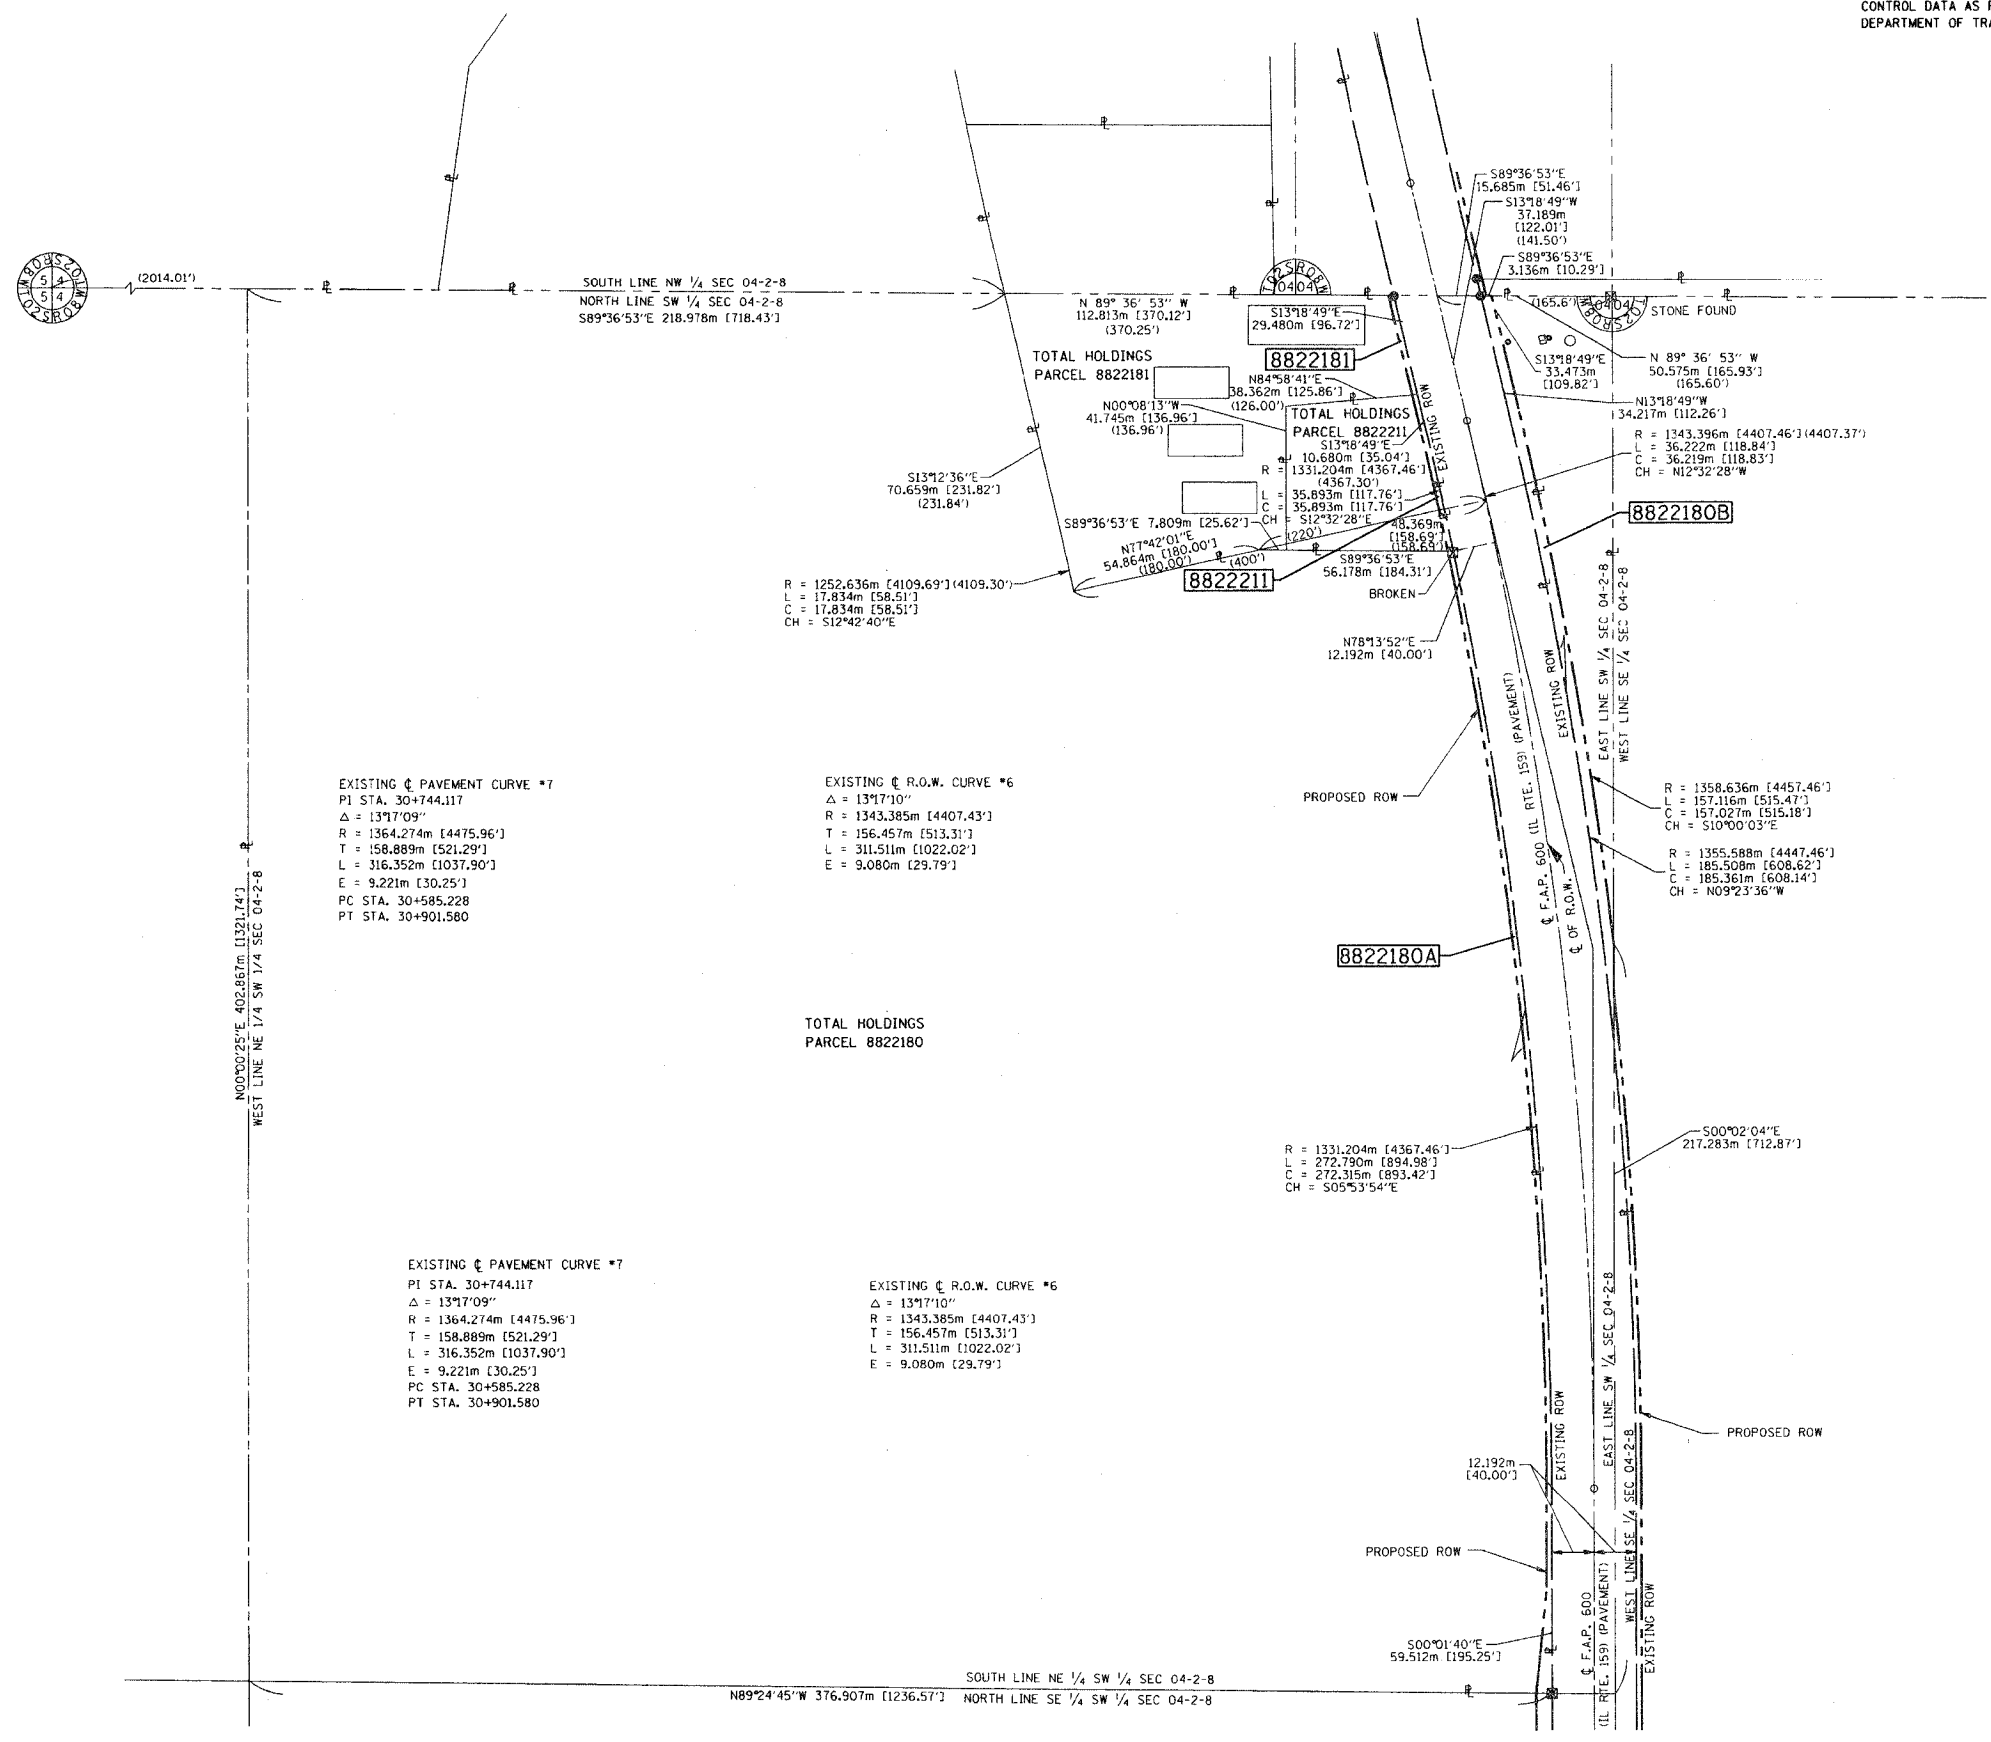 CONTROL DATA AS
DEPARTMENT OF
T02SR08W
5 4
5 4
T02SR08W
(2014.01')
SOUTH LINE NW 1/4 SEC 04-2-8
NORTH LINE SW 1/4 SEC 04-2-8
S89°36'53"E 218.978m [718.43']
N 89° 36' 53" W
112.813m [370.12']
(370.25')
TOTAL HOLDINGS
PARCEL 8822181
T02SR08W
04 04
S13°18'49"E
29.480m [96.72']
8822181
S89°36'53"E
15.685m [51.46']
S13°18'49"W
37.189m
[122.01']
(141.50')
S89°36'53"E
3.136m [10.29']
(165.6')
04 04
T02SR08W
STONE FOUND
S13°18'49"E
33.473m
[109.82']
N 89° 36' 53" W
50.575m [165.93']
(165.60')
N13°18'49"W
34.217m [112.26']
R = 1343.396m [4407.46'](4407.37')
L = 36.222m [118.84']
C = 36.219m [118.83']
CH = N12°32'28"W
8822180B
N84°58'41"E
38.362m [125.86']
(126.00')
N00°08'13"W
41.745m [136.96']
(136.96')
TOTAL HOLDINGS
PARCEL 8822211
S13°18'49"E
10.680m [35.04']
R = 1331.204m [4367.46']
(4367.30')
L = 35.893m [117.76']
C = 35.893m [117.76']
CH = S12°32'28"E
EXISTING ROW
S13°12'36"E
70.659m [231.82']
(231.84')
S89°36'53"E 7.809m [25.62']
N77°42'01"E
54.864m [180.00']
(180.00')
(220')
(400')
48.369m
[158.69']
(158.69')
S89°36'53"E
56.178m [184.31']
8822211
BROKEN
R = 1252.636m [4109.69'](4109.30')
L = 17.834m [58.51']
C = 17.834m [58.51']
CH = S12°42'40"E
N78°13'52"E
12.192m [40.00']
EAST LINE SW 1/4 SEC 04-2-8
WEST LINE SE 1/4 SEC 04-2-8
EXISTING ROW
PROPOSED ROW
℄ F.A.P. 600 (IL RTE. 159) (PAVEMENT)
℄ OF R.O.W.
EXISTING ℄ PAVEMENT CURVE *7
PI STA. 30+744.117
△ = 13°17'09"
R = 1364.274m [4475.96']
T = 158.889m [521.29']
L = 316.352m [1037.90']
E = 9.221m [30.25']
PC STA. 30+585.228
PT STA. 30+901.580
EXISTING ℄ R.O.W. CURVE *6
△ = 13°17'10"
R = 1343.385m [4407.43']
T = 156.457m [513.31']
L = 311.511m [1022.02']
E = 9.080m [29.79']
R = 1358.636m [4457.46']
L = 157.116m [515.47']
C = 157.027m [515.18']
CH = S10°00'03"E
R = 1355.588m [4447.46']
L = 185.508m [608.62']
C = 185.361m [608.14']
CH = N09°23'36"W
N00°00'25"E 402.867m [1321.74']
WEST LINE NE 1/4 SW 1/4 SEC 04-2-8
8822180A
TOTAL HOLDINGS
PARCEL 8822180
R = 1331.204m [4367.46']
L = 272.790m [894.98']
C = 272.315m [893.42']
CH = S05°53'54"E
S00°02'04"E
217.283m [712.87']
EXISTING ℄ PAVEMENT CURVE *7
PI STA. 30+744.117
△ = 13°17'09"
R = 1364.274m [4475.96']
T = 158.889m [521.29']
L = 316.352m [1037.90']
E = 9.221m [30.25']
PC STA. 30+585.228
PT STA. 30+901.580
EXISTING ℄ R.O.W. CURVE *6
△ = 13°17'10"
R = 1343.385m [4407.43']
T = 156.457m [513.31']
L = 311.511m [1022.02']
E = 9.080m [29.79']
EAST LINE SW 1/4 SEC 04-2-8
WEST LINE SE 1/4 SEC 04-2-8
EXISTING ROW
PROPOSED ROW
12.192m
[40.00']
PROPOSED ROW
℄ F.A.P. 600
(IL RTE. 159) (PAVEMENT)
EXISTING ROW
S00°01'40"E
59.512m [195.25']
SOUTH LINE NE 1/4 SW 1/4 SEC 04-2-8
N89°24'45"W 376.907m [1236.57']
NORTH LINE SE 1/4 SW 1/4 SEC 04-2-8